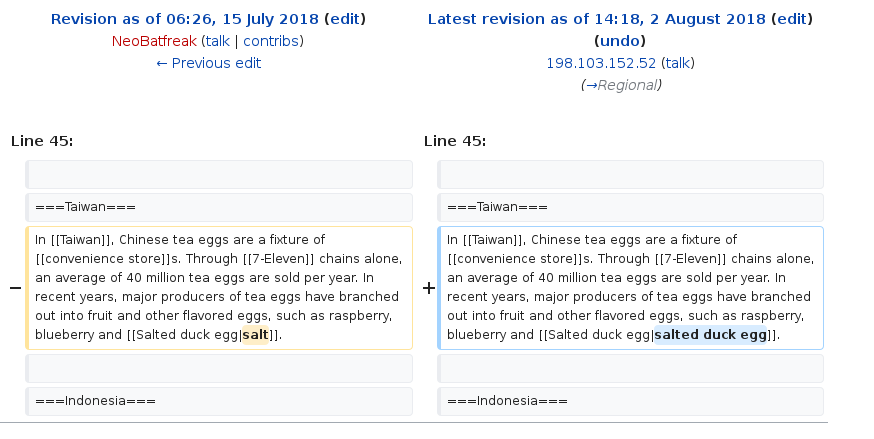 Revision as of 06:26, 15 July 2018 (edit)
NeoBatfreak (talk | contribs)
← Previous edit
Latest revision as of 14:18, 2 August 2018 (edit)
(undo)
198.103.152.52 (talk)
(→Regional)
Line 45:
Line 45:
===Taiwan===
===Taiwan===
− In [[Taiwan]], Chinese tea eggs are a fixture of
[[convenience store]]s. Through [[7-Eleven]] chains alone,
an average of 40 million tea eggs are sold per year. In
recent years, major producers of tea eggs have branched
out into fruit and other flavored eggs, such as raspberry,
blueberry and [[Salted duck egg|salt]].
+ In [[Taiwan]], Chinese tea eggs are a fixture of
[[convenience store]]s. Through [[7-Eleven]] chains alone,
an average of 40 million tea eggs are sold per year. In
recent years, major producers of tea eggs have branched
out into fruit and other flavored eggs, such as raspberry,
blueberry and [[Salted duck egg|salted duck egg]].
===Indonesia===
===Indonesia===